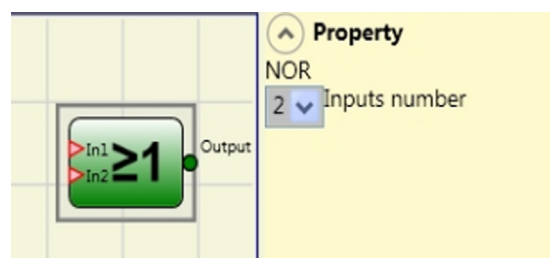 In1
In2
≥1
Output
Property
NOR
2 Inputs number